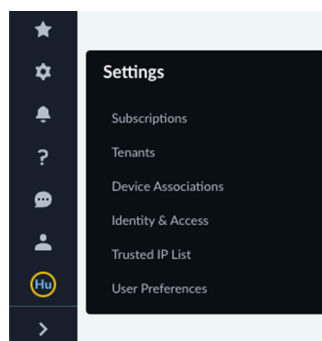 Settings
Subscriptions
Tenants
Device Associations
?
Identity & Access
Trusted IP List
Hu
User Preferences